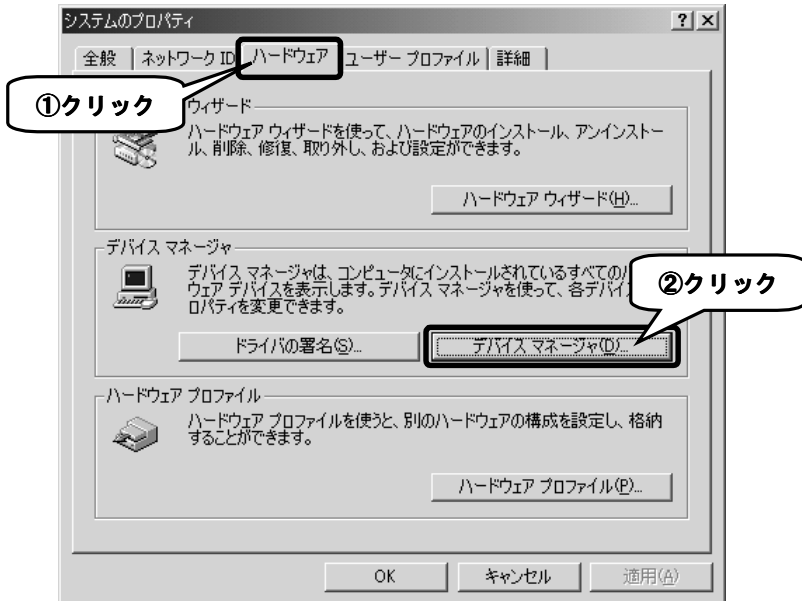 システムのプロパティ
? ×
全般 ネットワーク ID ハードウェア ユーザー プロファイル 詳細
①クリック
ウィザード
ハードウェア ウィザードを使って、ハードウェアのインストール、アンインストー
ル、削除、修復、取り外し、および設定ができます。
ハードウェア ウィザード(H)...
デバイス マネージャ
デバイス マネージャは、コンピュータにインストールされているすべての
ウェア デバイスを表示します。デバイス マネージャを使って、各デバイ
ロパティを変更できます。
②クリック
ドライバの署名(S)... デバイス マネージャ(D)...
ハードウェア プロファイル
ハードウェア プロファイルを使うと、別のハードウェアの構成を設定し、格納
することができます。
ハードウェア プロファイル(P)...
OK キャンセル 適用(A)